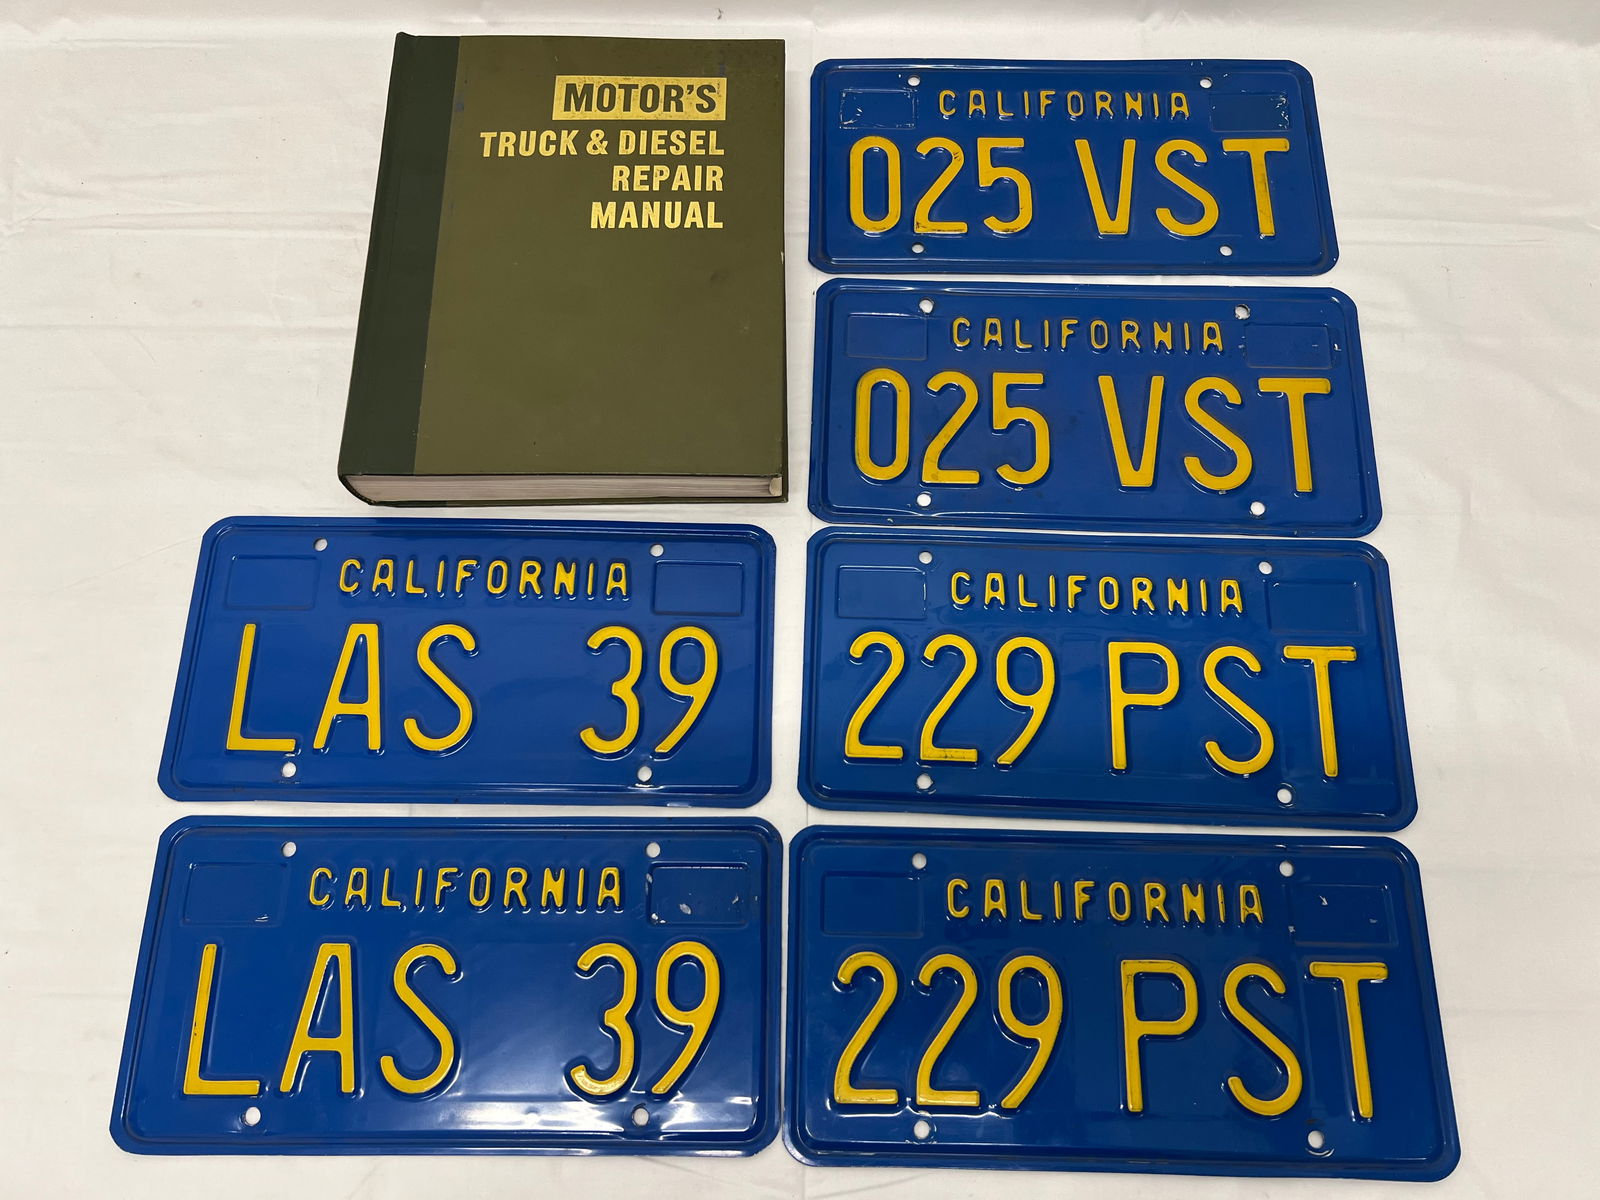 MOTOR'S
TRUCK & DIESEL
REPAIR
MANUAL
CALIFORNIA
025 VST
CALIFORNIA
025 VST
CALIFORNIA
LAS 39
CALIFORNIA
229 PST
CALIFORNIA
LAS 39
CALIFORNIA
229 PST